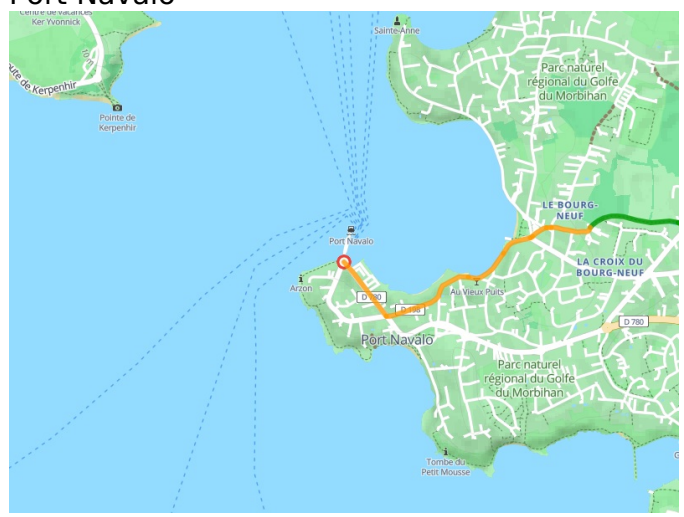 Port Navalo
Centre de vacances
Ker Yvonnick
10 m
oute de Kerpenhir
Pointe de
Kerpenhir
Sainte-Anne
Parc naturel
régional du Golfe
du Morbihan
LE BOURG-
NEUF
LA CROIX DU
BOURG-NEUF
Port Navalo
Arzon
D 780
D 198
Au Vieux Puits
D 780
Port Navalo
Parc naturel
régional du Golfe
du Morbihan
Tombe du
Petit Mousse
G